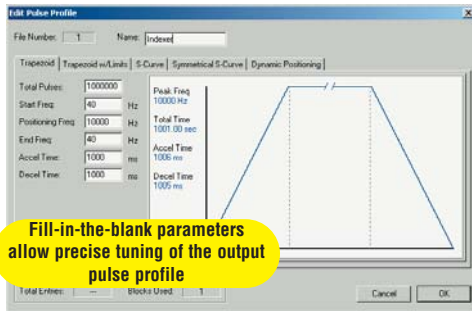 Edit Pulse Profile
File Number: 1 Name: Indexer
Trapezoid Trapezoid w/Limits S-Curve Symmetrical S-Curve Dynamic Positioning
Total Pulses: 1000000
Start Freq: 40 Hz
Positioning Freq: 10000 Hz
End Freq: 40 Hz
Accel Time: 1000 ms
Decel Time: 1000 ms
Peak Freq
10000 Hz
Total Time
1001.00 sec
Accel Time
1006 ms
Decel Time
1005 ms
Fill-in-the-blank parameters
allow precise tuning of the output
pulse profile
Total Entries: --- Blocks Used: 1
Cancel OK